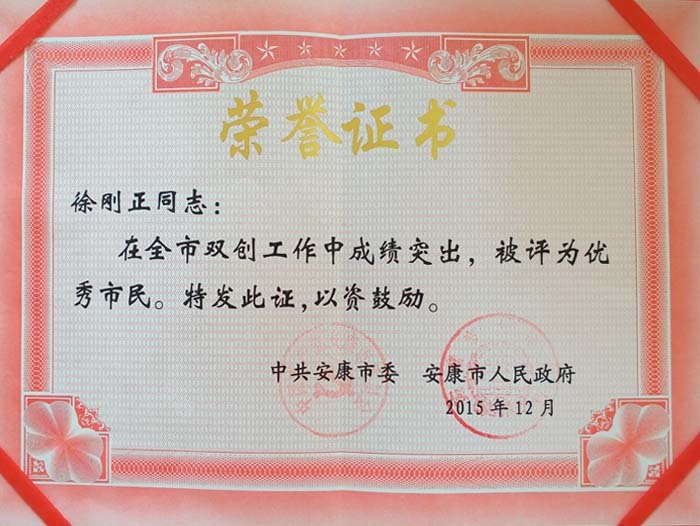 荣誉证书
徐刚正同志：
在全市双创工作中成绩突出，被评为优
秀市民。特发此证，以资鼓励。
中共安康市委 安康市人民政府
2015年12月